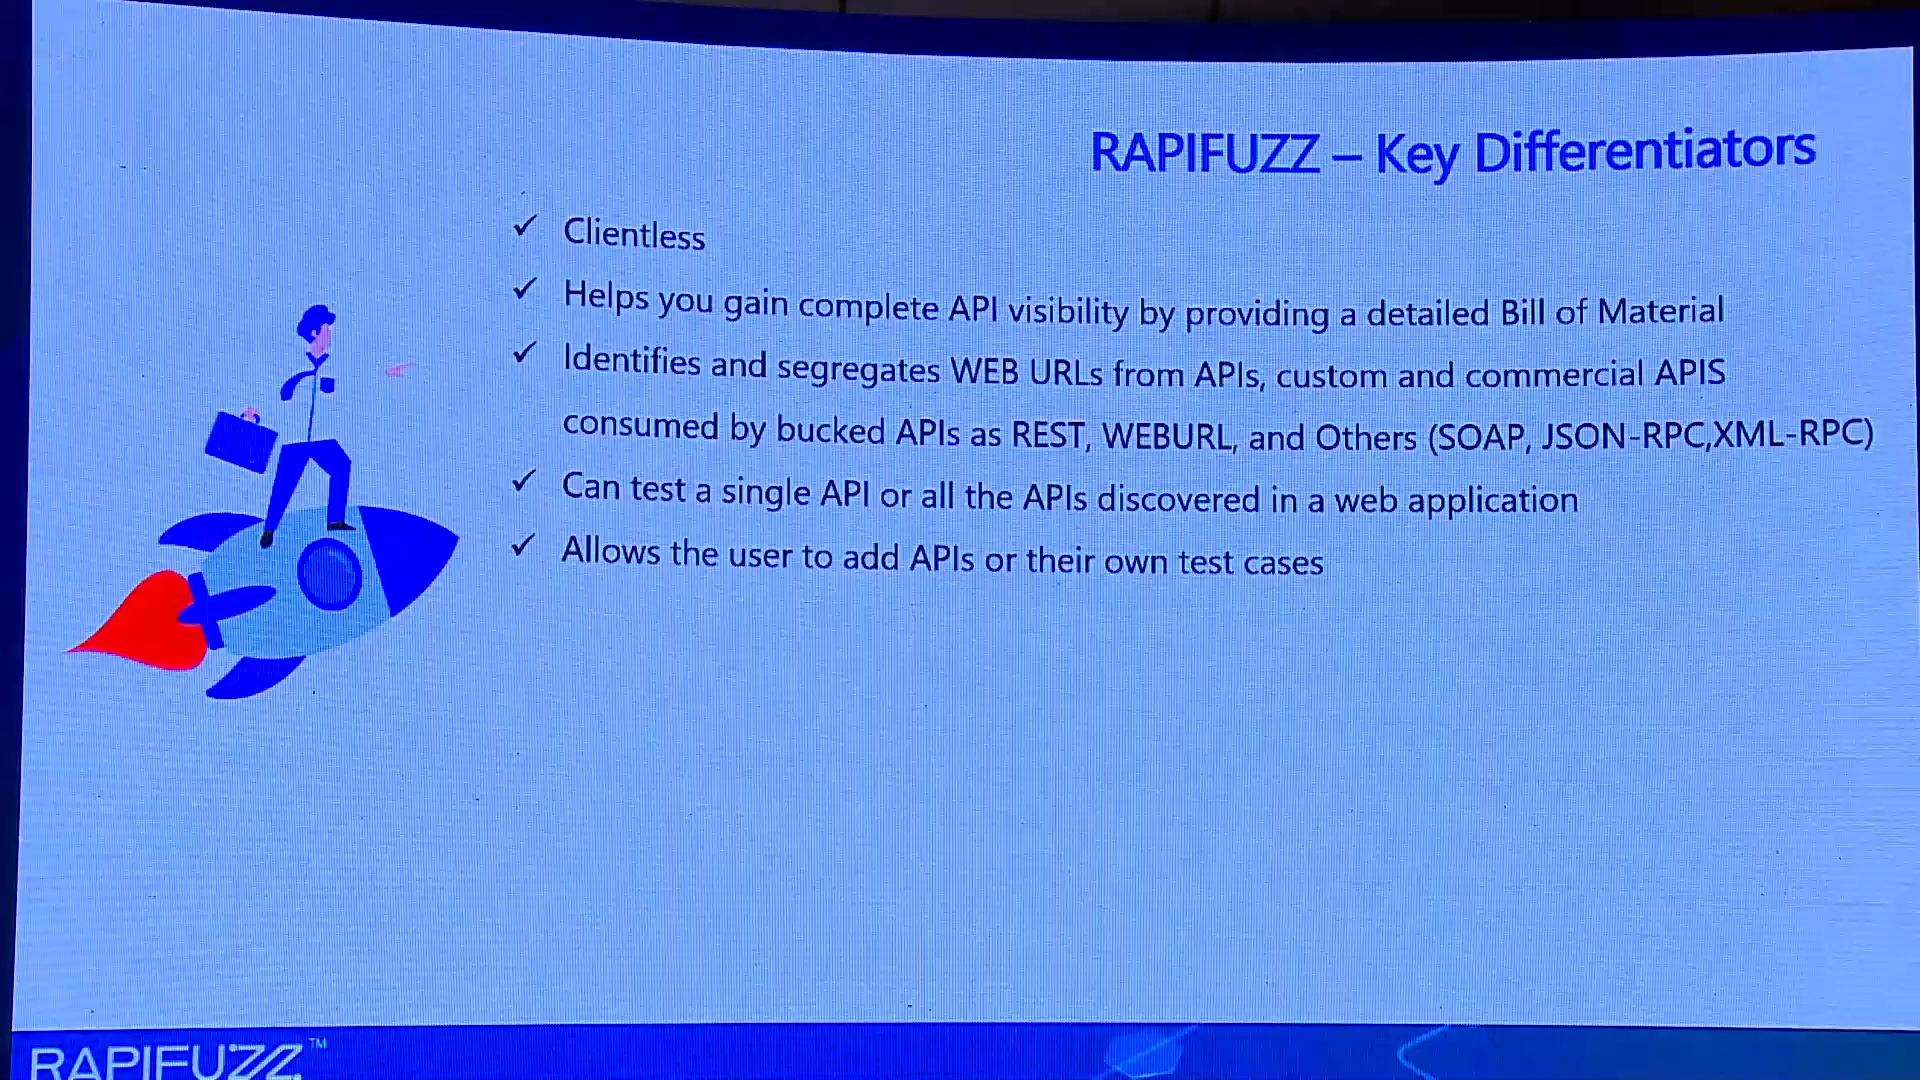 RAPIFUZZ – Key Differentiators
✓ Clientless
✓ Helps you gain complete API visibility by providing a detailed Bill of Material
✓ Identifies and segregates WEB URLs from APIs, custom and commercial APIS
consumed by bucked APIs as REST, WEBURL, and Others (SOAP, JSON-RPC,XML-RPC)
✓ Can test a single API or all the APIs discovered in a web application
✓ Allows the user to add APIs or their own test cases
RAPIFUZZ™